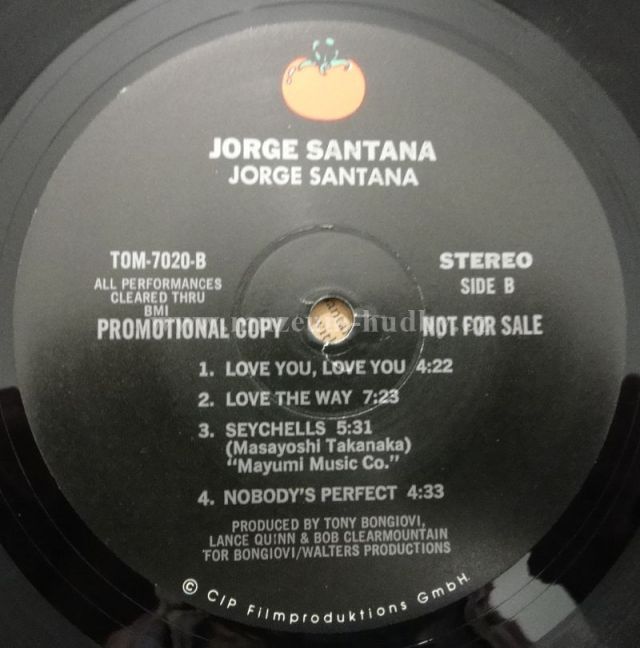 JORGE SANTANA
JORGE SANTANA
TOM-7020-B
ALL PERFORMANCES
CLEARED THRU
BMI
STEREO
SIDE B
PROMOTIONAL COPY
NOT FOR SALE
1. LOVE YOU, LOVE YOU 4:22
2. LOVE THE WAY 7:23
3. SEYCHELLS 5:31
(Masayoshi Takanaka)
"Mayumi Music Co."
4. NOBODY'S PERFECT 4:33
PRODUCED BY TONY BONGIOVI,
LANCE QUINN & BOB CLEARMOUNTAIN
FOR BONGIOVI/WALTERS PRODUCTIONS
© CIP Filmproduktions GmbH